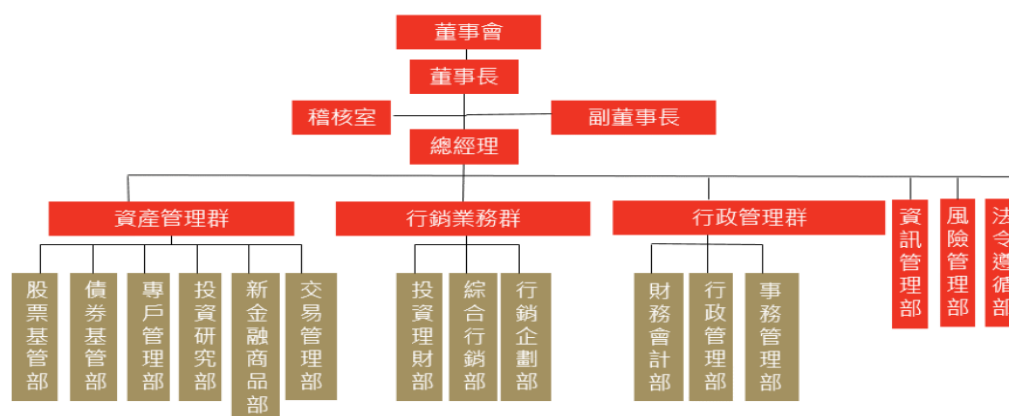 董事會
董事長
稽核室
副董事長
總經理
資產管理群
行銷業務群
行政管理群
資訊管理部
風險管理部
法令遵循部
股票基管部
債券基管部
專戶管理部
投資研究部
新金融商品部
交易管理部
投資理財部
綜合行銷部
行銷企劃部
財務會計部
行政管理部
事務管理部